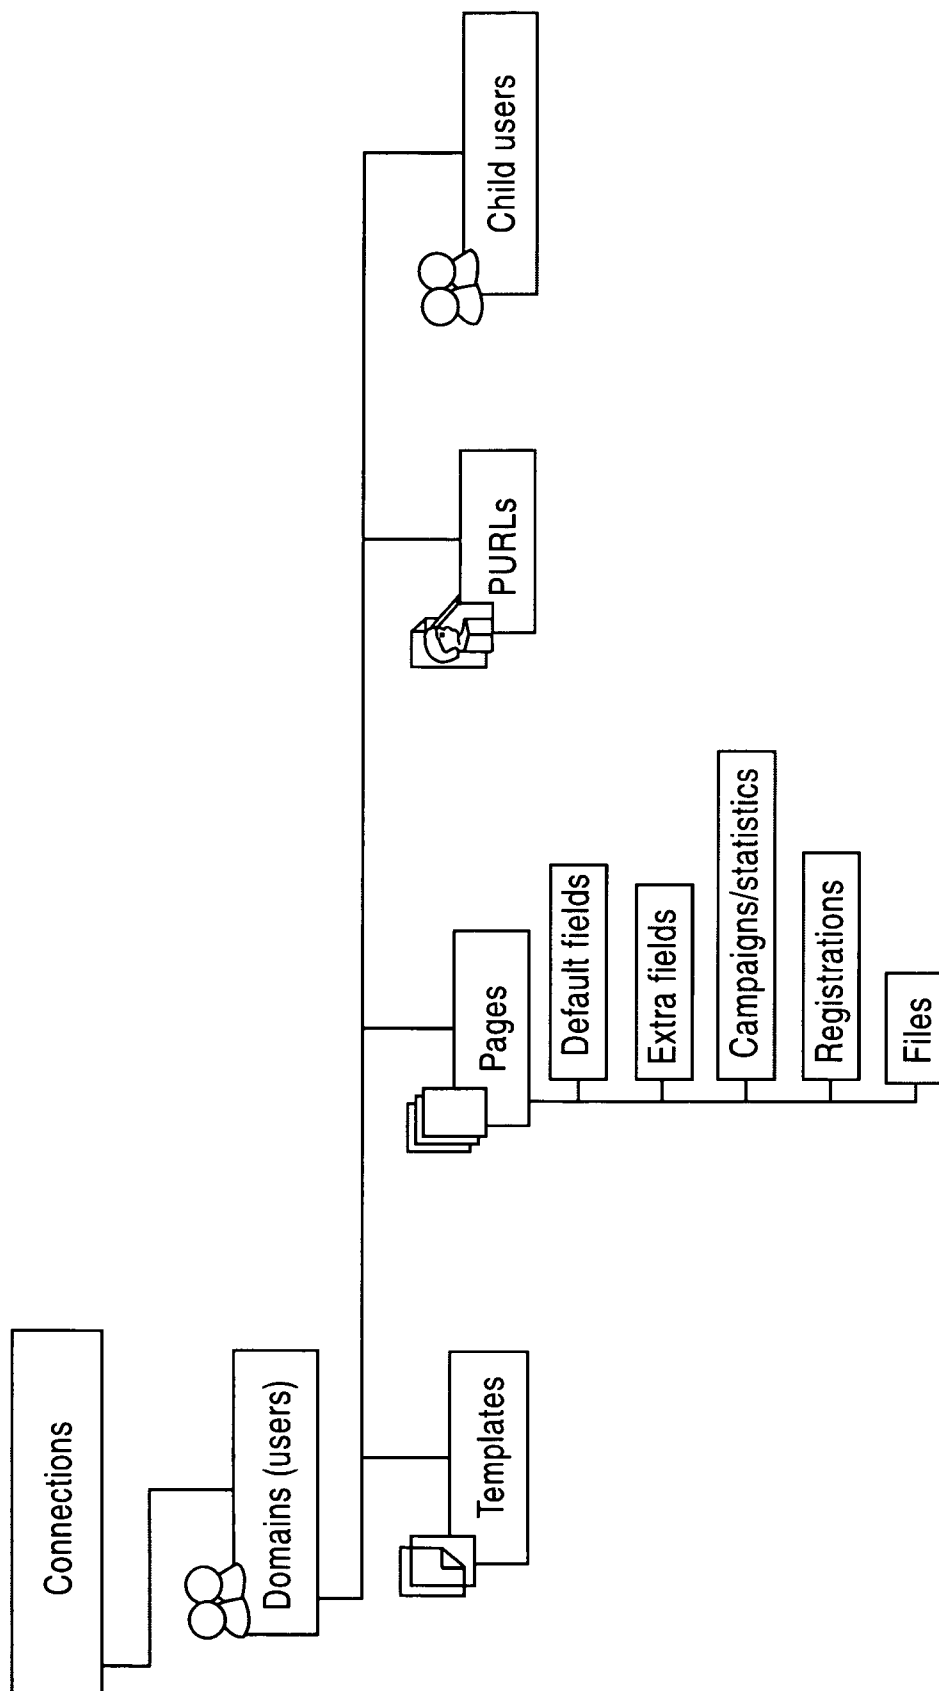 Connections
Domains (users)
Templates
Pages
PURLs
Child users
Default fields
Extra fields
Campaigns/statistics
Registrations
Files